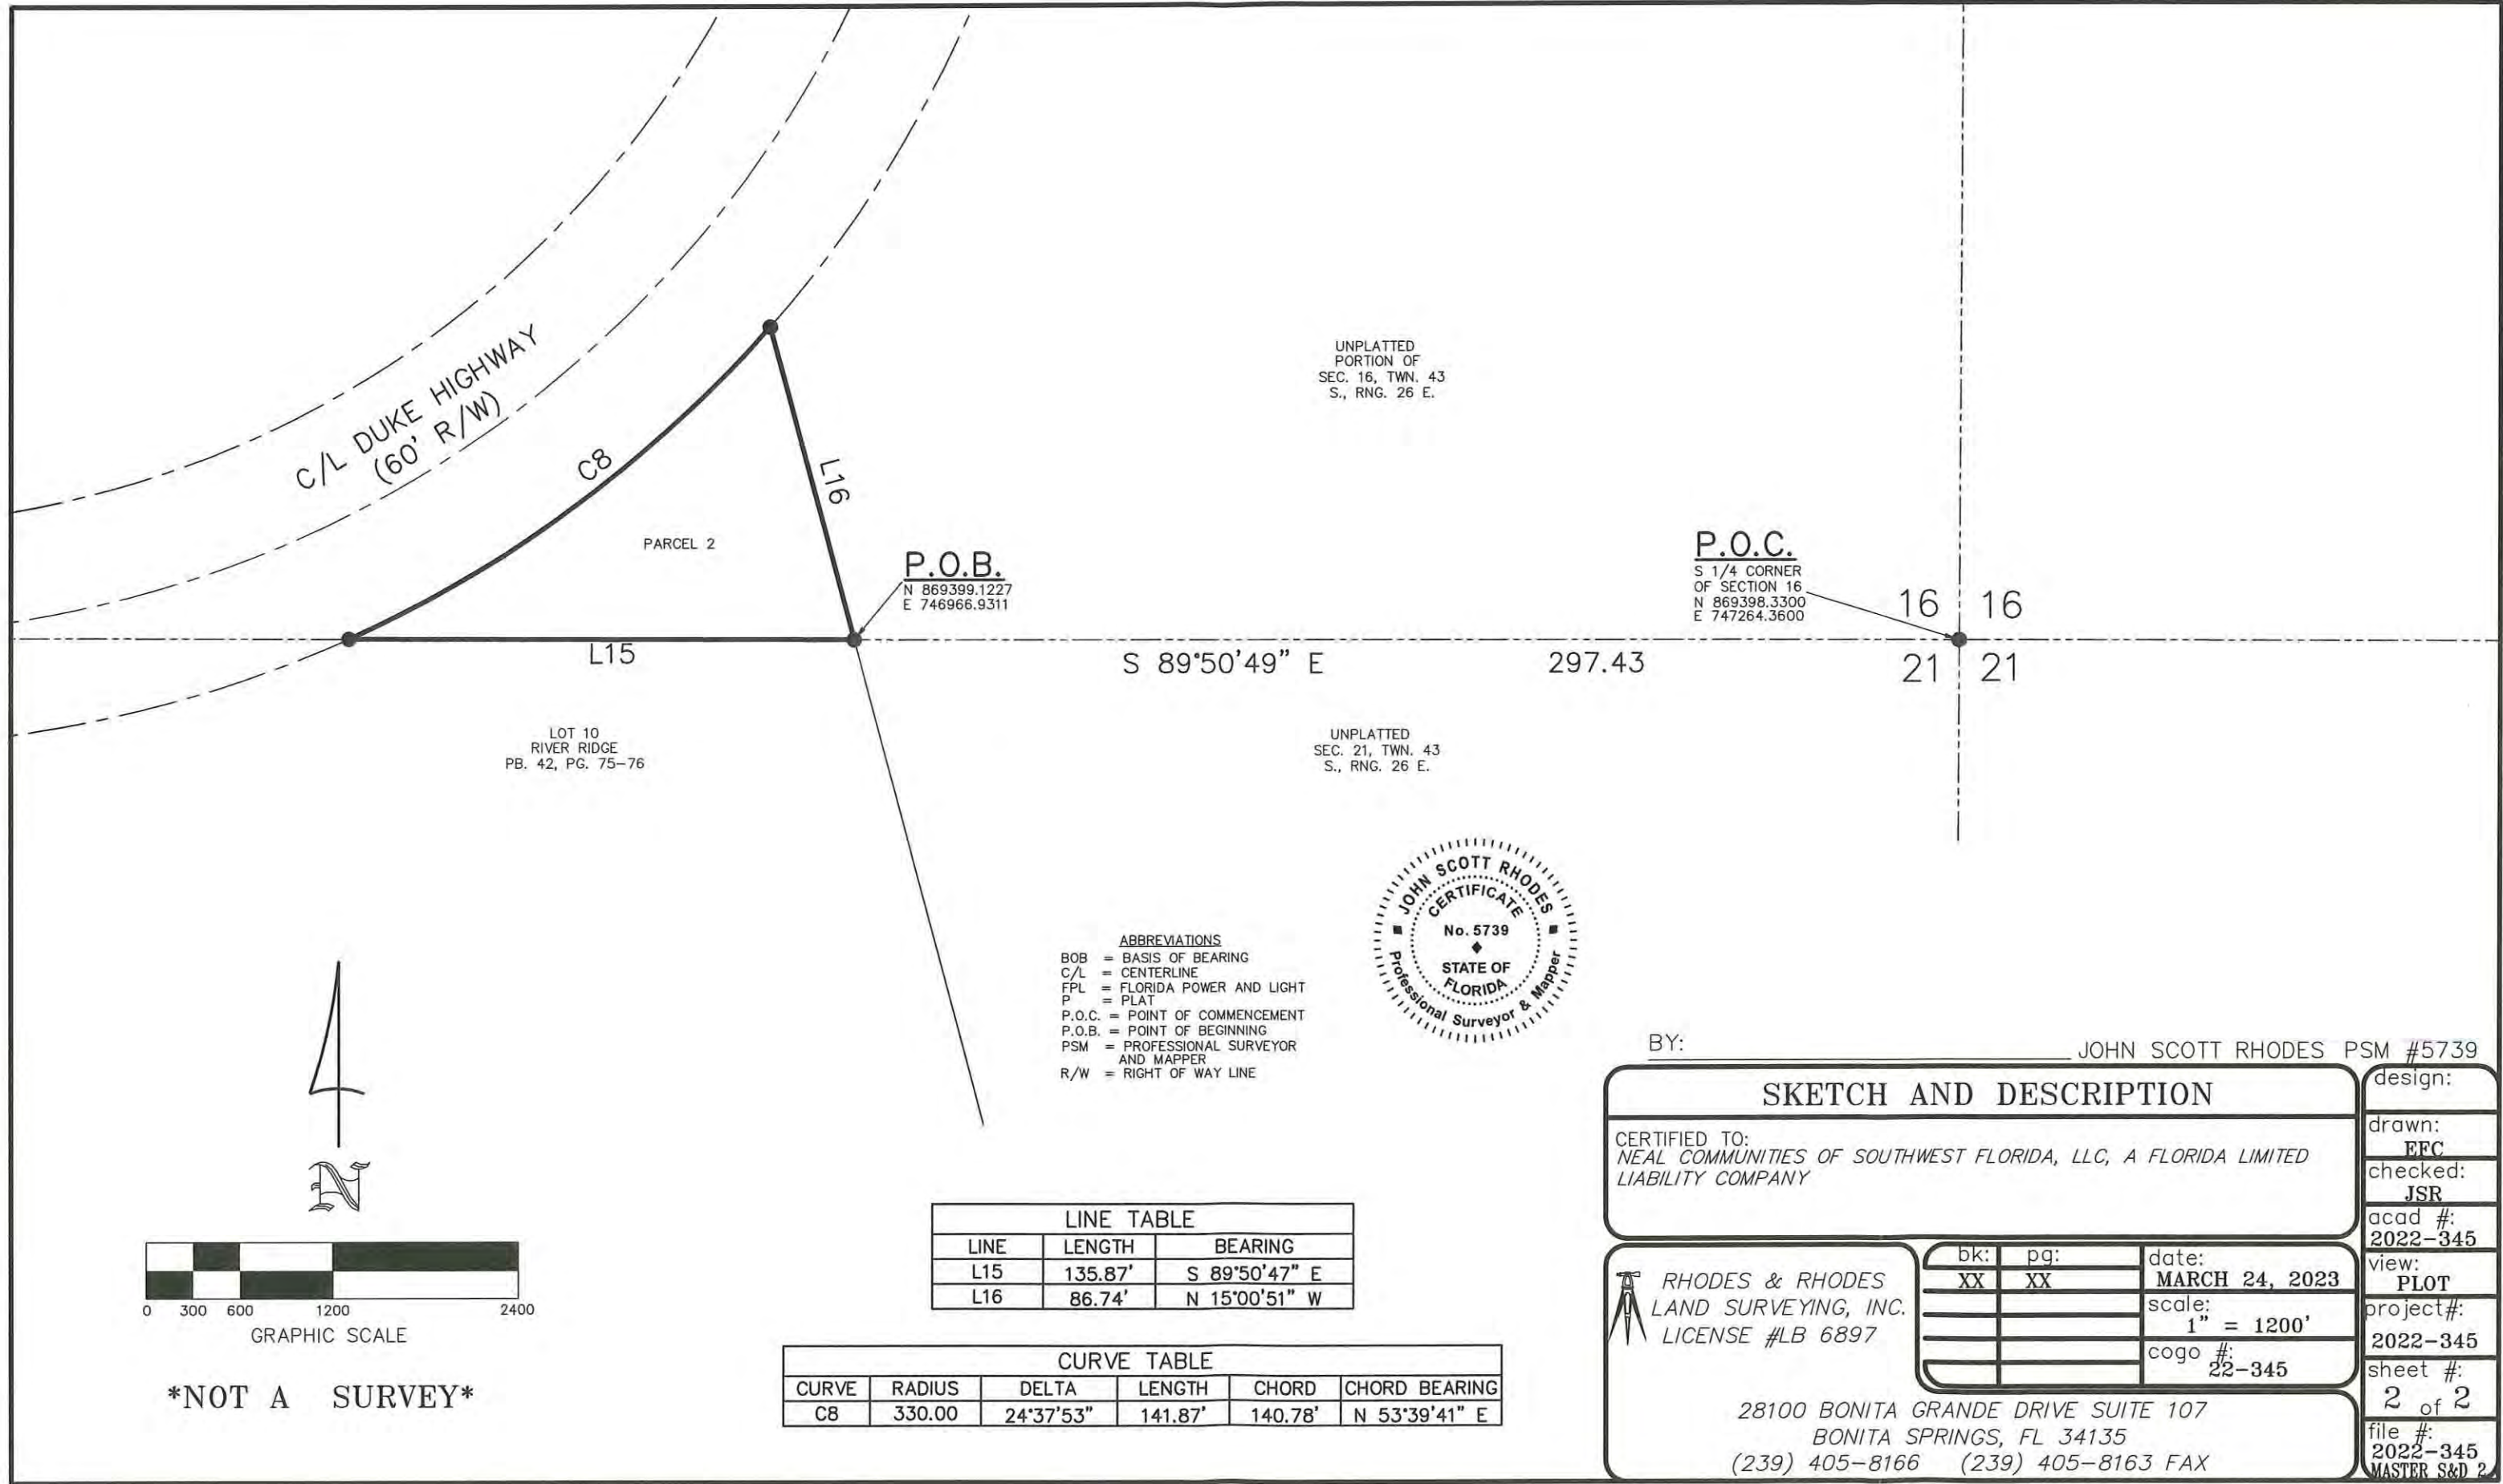 C/L DUKE HIGHWAY
(60' R/W)
C8
L16
PARCEL 2
L15
P.O.B.
N 869399.1227
E 746966.9311
UNPLATTED
PORTION OF
SEC. 16, TWN. 43
S., RNG. 26 E.
P.O.C.
S 1/4 CORNER
OF SECTION 16
N 869398.3300
E 747264.3600
16 16
21 21
S 89°50'49" E 297.43
LOT 10
RIVER RIDGE
PB. 42, PG. 75-76
UNPLATTED
SEC. 21, TWN. 43
S., RNG. 26 E.
JOHN SCOTT RHODES
CERTIFICATE
No. 5739
STATE OF
FLORIDA
Professional Surveyor & Mapper
ABBREVIATIONS
BOB = BASIS OF BEARING
C/L = CENTERLINE
FPL = FLORIDA POWER AND LIGHT
P = PLAT
P.O.C. = POINT OF COMMENCEMENT
P.O.B. = POINT OF BEGINNING
PSM = PROFESSIONAL SURVEYOR
AND MAPPER
R/W = RIGHT OF WAY LINE
N
0 300 600 1200 2400
GRAPHIC SCALE
*NOT A SURVEY*
LINE TABLE
LINE LENGTH BEARING
L15 135.87' S 89°50'47" E
L16 86.74' N 15°00'51" W
CURVE TABLE
CURVE RADIUS DELTA LENGTH CHORD CHORD BEARING
C8 330.00 24°37'53" 141.87' 140.78' N 53°39'41" E
BY: JOHN SCOTT RHODES PSM #5739
SKETCH AND DESCRIPTION
CERTIFIED TO:
NEAL COMMUNITIES OF SOUTHWEST FLORIDA, LLC, A FLORIDA LIMITED
LIABILITY COMPANY
RHODES & RHODES
LAND SURVEYING, INC.
LICENSE #LB 6897
bk: pg:
XX XX
date:
MARCH 24, 2023
scale:
1" = 1200'
cogo #:
22-345
28100 BONITA GRANDE DRIVE SUITE 107
BONITA SPRINGS, FL 34135
(239) 405-8166 (239) 405-8163 FAX
design:
drawn:
EFC
checked:
JSR
acad #:
2022-345
view:
PLOT
project#:
2022-345
sheet #:
2 of 2
file #:
2022-345
MASTER S&D 2